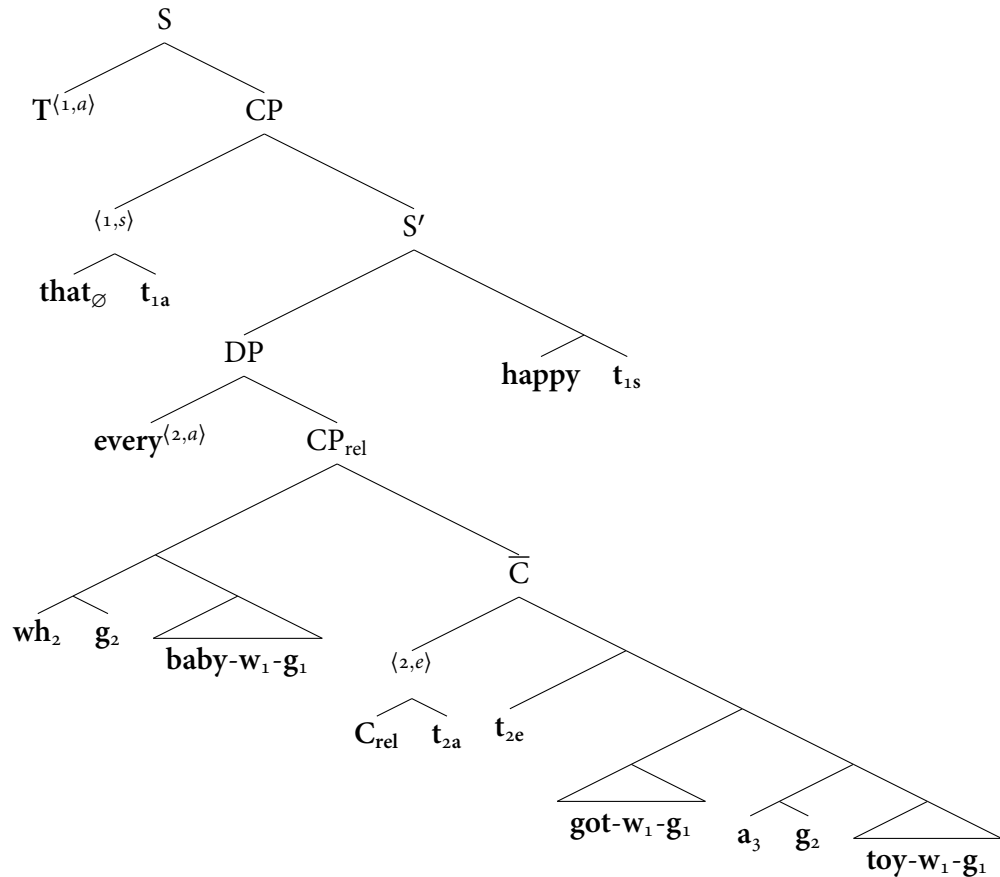 S
T⟨1,a⟩ CP
⟨1,s⟩ S′
that∅ t1a
DP happy t1s
every⟨2,a⟩ CPrel
C̅
wh2 g2 baby-w1-g1 ⟨2,e⟩
Crel t2a t2e
got-w1-g1 a3 g2 toy-w1-g1